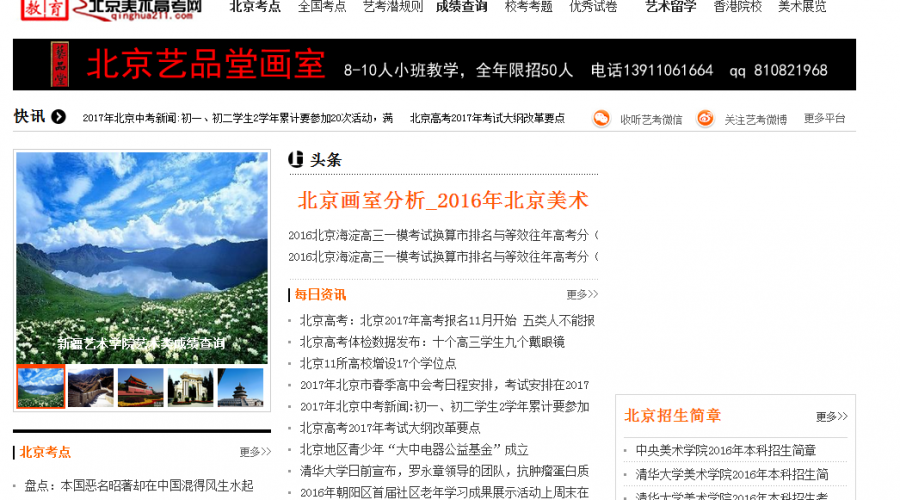 教育 北京美术高考网
qinghua211.com
北京考点 全国考点 艺考潜规则 成绩查询 校考考题 优秀试卷 艺术留学 香港院校 美术展览
艺品堂 北京艺品堂画室 8-10人小班教学，全年限招50人 电话13911061664 qq 810821968
快讯 2017年北京中考新闻:初一、初二学生2学年累计要参加20次活动，满 北京高考2017年考试大纲改革要点 收听艺考微信 关注艺考微博 更多平台
头条
北京画室分析_2016年北京美术
2016北京海淀高三一模考试换算市排名与等效往年高考分（
2016北京海淀高三一模考试换算市排名与等效往年高考分（
每日资讯 更多>>
北京高考：北京2017年高考报名11月开始 五类人不能报
北京高考体检数据发布：十个高三学生九个戴眼镜
北京11所高校增设17个学位点
2017年北京市春季高中会考日程安排，考试安排在2017
2017年北京中考新闻:初一、初二学生2学年累计要参加
北京高考2017年考试大纲改革要点
北京地区青少年“大中电器公益基金”成立
清华大学日前宣布，罗永章领导的团队，抗肿瘤蛋白质
2016年朝阳区首届社区老年学习成果展示活动上周末在
新疆艺术学院艺术类成绩查询
北京考点 更多>>
盘点：本国恶名昭著却在中国混得风生水起
北京招生简章 更多>>
中央美术学院2016年本科招生简章
清华大学美术学院2016年本科招生简
清华大学美术学院2016年本科招生考